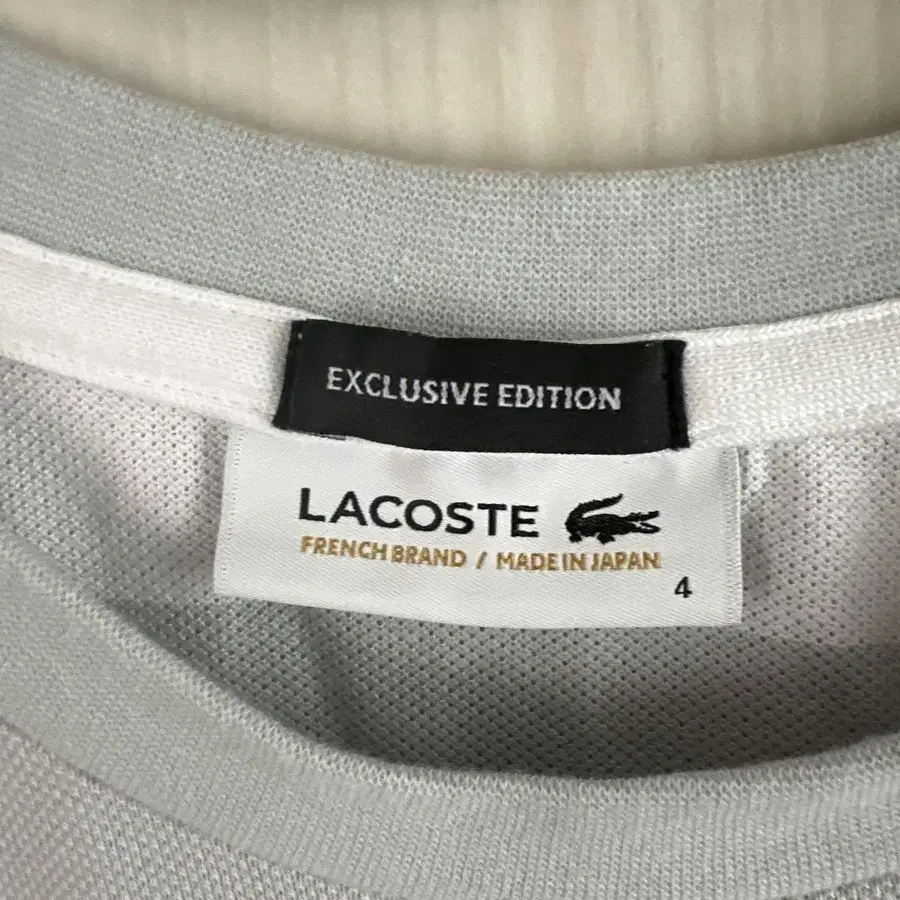 EXCLUSIVE EDITION
LACOSTE
FRENCH BRAND / MADE IN JAPAN
4